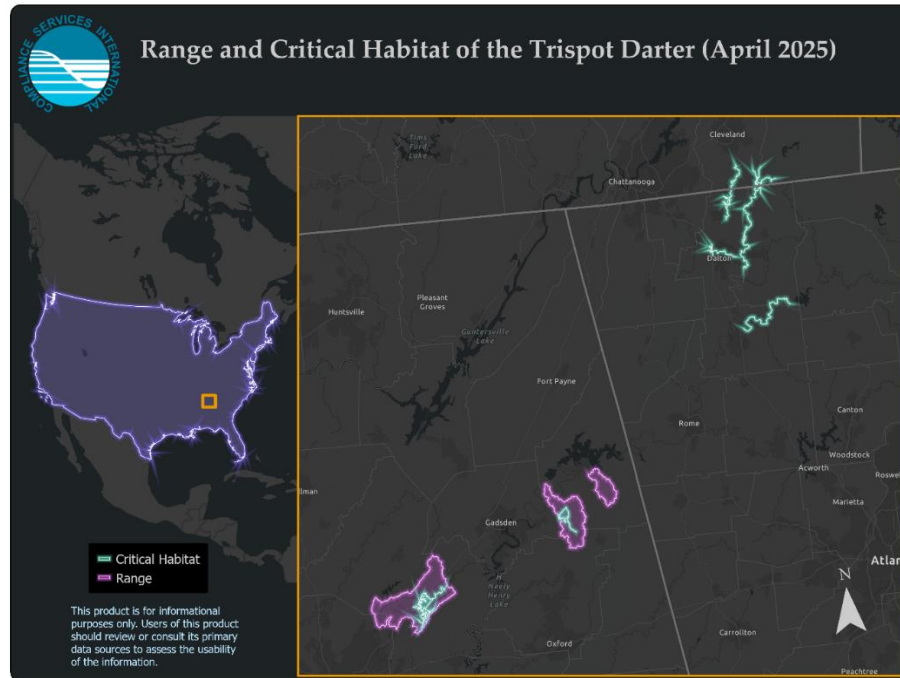 COMPLIANCE SERVICES INTERNATIONAL
Range and Critical Habitat of the Trispot Darter (April 2025)
Tims
Ford
Lake
Cleveland
Chattanooga
Dalton
Huntsville
Pleasant
Groves
Guntersville
Lake
Fort Payne
Rome
Canton
Woodstock
Acworth
Roswe
Marietta
llman
Gadsden
H.
Neely
Henry
Lake
Atlan
N
Oxford
Carrollton
Peachtree
Critical Habitat
Range
This product is for informational
purposes only. Users of this product
should review or consult its primary
data sources to assess the usability
of the information.